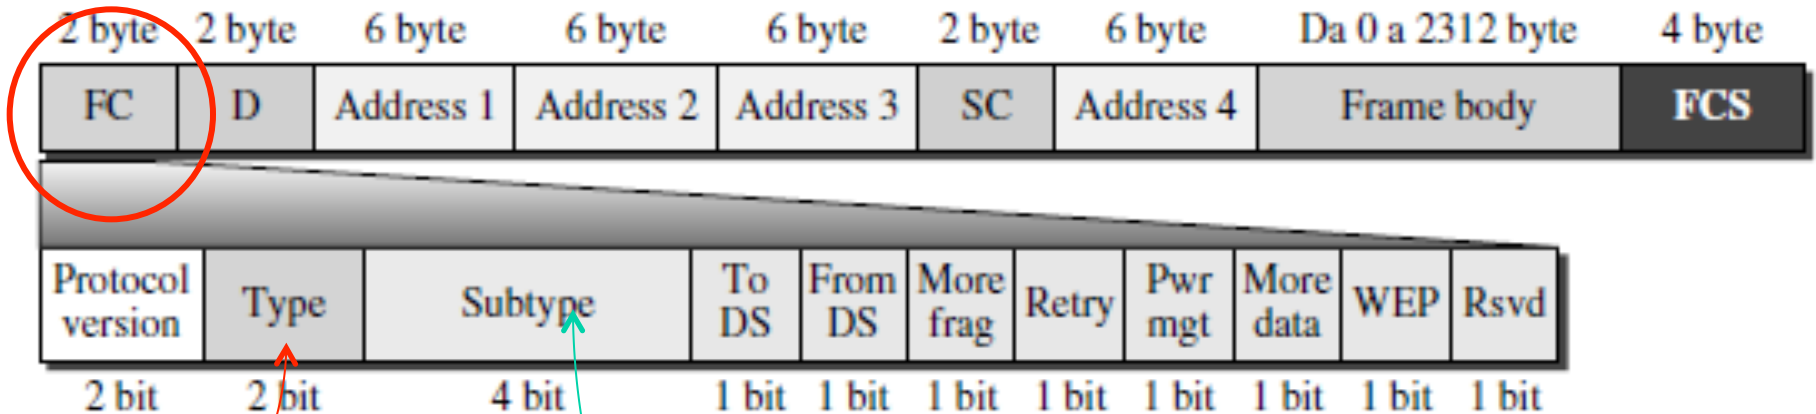 2 byte 2 byte 6 byte 6 byte 6 byte 2 byte 6 byte Da 0 a 2312 byte 4 byte
FC D Address 1 Address 2 Address 3 SC Address 4 Frame body FCS
Protocol version Type Subtype To DS From DS More frag Retry Pwr mgt More data WEP Rsvd
2 bit 2 bit 4 bit 1 bit 1 bit 1 bit 1 bit 1 bit 1 bit 1 bit 1 bit